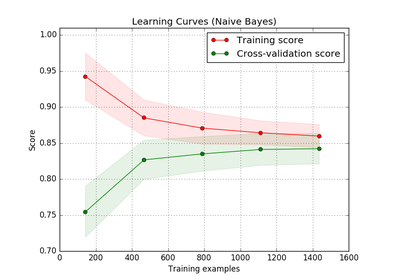 Learning Curves (Naive Bayes)
Training score
Cross-validation score
1.00
0.95
0.90
0.85
0.80
0.75
0.70
Score
0 200 400 600 800 1000 1200 1400 1600
Training examples